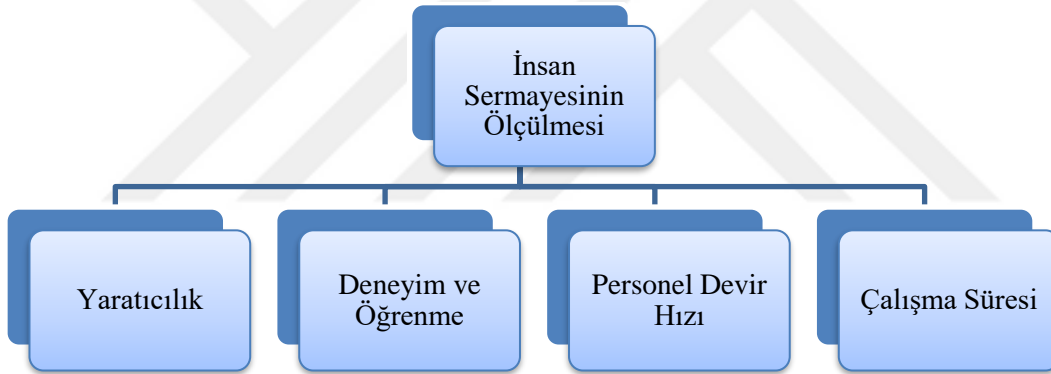 İnsan
Sermayesinin
Ölçülmesi
Yaratıcılık
Deneyim ve
Öğrenme
Personel Devir
Hızı
Çalışma Süresi